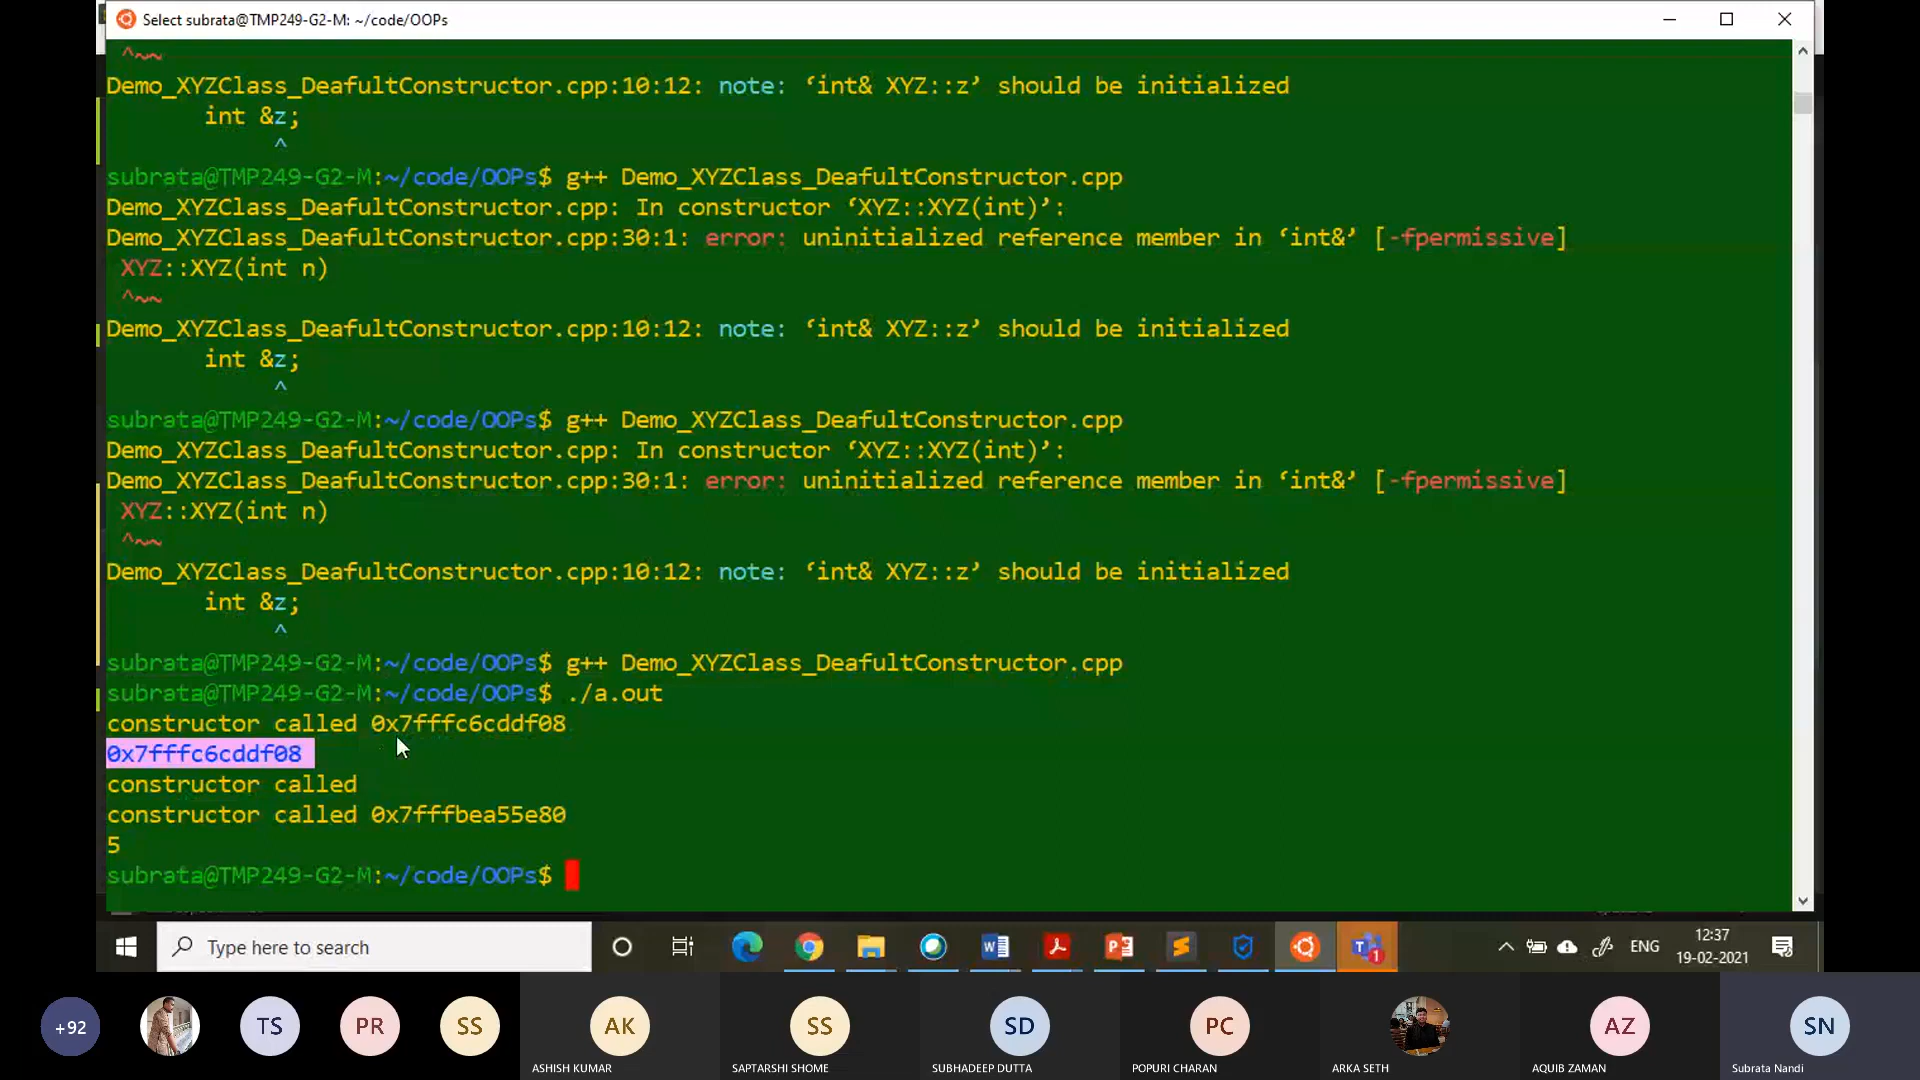 Select subrata@TMP249-G2-M: ~/code/OOPs
^~~
Demo_XYZClass_DeafultConstructor.cpp:10:12: note: ‘int& XYZ::z’ should be initialized
int &z;
^
subrata@TMP249-G2-M:~/code/OOPs$ g++ Demo_XYZClass_DeafultConstructor.cpp
Demo_XYZClass_DeafultConstructor.cpp: In constructor ‘XYZ::XYZ(int)’:
Demo_XYZClass_DeafultConstructor.cpp:30:1: error: uninitialized reference member in ‘int&’ [-fpermissive]
XYZ::XYZ(int n)
^~~
Demo_XYZClass_DeafultConstructor.cpp:10:12: note: ‘int& XYZ::z’ should be initialized
int &z;
^
subrata@TMP249-G2-M:~/code/OOPs$ g++ Demo_XYZClass_DeafultConstructor.cpp
Demo_XYZClass_DeafultConstructor.cpp: In constructor ‘XYZ::XYZ(int)’:
Demo_XYZClass_DeafultConstructor.cpp:30:1: error: uninitialized reference member in ‘int&’ [-fpermissive]
XYZ::XYZ(int n)
^~~
Demo_XYZClass_DeafultConstructor.cpp:10:12: note: ‘int& XYZ::z’ should be initialized
int &z;
^
subrata@TMP249-G2-M:~/code/OOPs$ g++ Demo_XYZClass_DeafultConstructor.cpp
subrata@TMP249-G2-M:~/code/OOPs$ ./a.out
constructor called 0x7fffc6cddf08
0x7fffc6cddf08
constructor called
constructor called 0x7fffbea55e80
5
subrata@TMP249-G2-M:~/code/OOPs$
Type here to search
ENG
12:37
19-02-2021
+92
TS
PR
SS
AK
SS
SD
PC
AZ
SN
ASHISH KUMAR
SAPTARSHI SHOME
SUBHADEEP DUTTA
POPURI CHARAN
ARKA SETH
AQUIB ZAMAN
Subrata Nandi